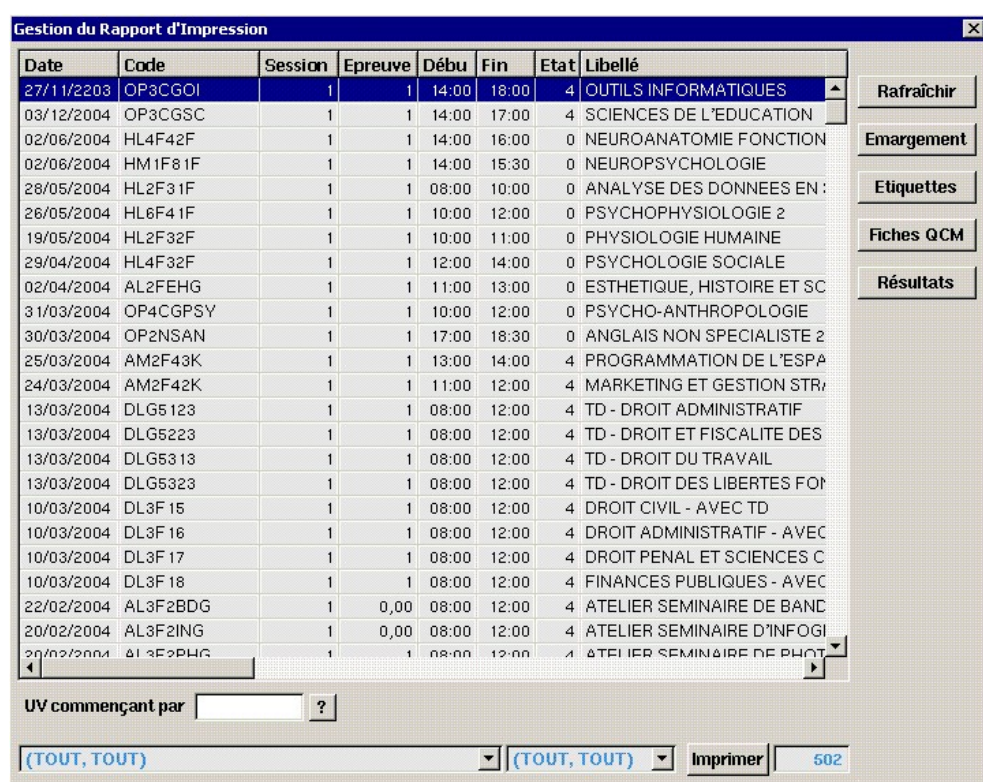 Gestion du Rapport d'Impression
Date Code Session Epreuve Débu Fin Etat Libellé
27/11/2203 OP3CGOI 1 1 14:00 18:00 4 OUTILS INFORMATIQUES
03/12/2004 OP3CGSC 1 1 14:00 17:00 4 SCIENCES DE L'EDUCATION
02/06/2004 HL4F42F 1 1 14:00 16:00 0 NEUROANATOMIE FONCTION
02/06/2004 HM1F81F 1 1 14:00 15:30 0 NEUROPSYCHOLOGIE
28/05/2004 HL2F31F 1 1 08:00 10:00 0 ANALYSE DES DONNEES EN
26/05/2004 HL6F41F 1 1 10:00 12:00 0 PSYCHOPHYSIOLOGIE 2
19/05/2004 HL2F32F 1 1 10:00 11:00 0 PHYSIOLOGIE HUMAINE
29/04/2004 HL4F32F 1 1 12:00 14:00 0 PSYCHOLOGIE SOCIALE
02/04/2004 AL2FEHG 1 1 11:00 13:00 0 ESTHETIQUE, HISTOIRE ET SC
31/03/2004 OP4CGPSY 1 1 10:00 12:00 0 PSYCHO-ANTHROPOLOGIE
30/03/2004 OP2NSAN 1 1 17:00 18:30 0 ANGLAIS NON SPECIALISTE 2
25/03/2004 AM2F43K 1 1 13:00 14:00 4 PROGRAMMATION DE L'ESPA
24/03/2004 AM2F42K 1 1 11:00 12:00 4 MARKETING ET GESTION STRA
13/03/2004 DLG5123 1 1 08:00 12:00 4 TD - DROIT ADMINISTRATIF
13/03/2004 DLG5223 1 1 08:00 12:00 4 TD - DROIT ET FISCALITE DES
13/03/2004 DLG5313 1 1 08:00 12:00 4 TD - DROIT DU TRAVAIL
13/03/2004 DLG5323 1 1 08:00 12:00 4 TD - DROIT DES LIBERTES FON
10/03/2004 DL3F15 1 1 08:00 12:00 4 DROIT CIVIL - AVEC TD
10/03/2004 DL3F16 1 1 08:00 12:00 4 DROIT ADMINISTRATIF - AVEC
10/03/2004 DL3F17 1 1 08:00 12:00 4 DROIT PENAL ET SCIENCES C
10/03/2004 DL3F18 1 1 08:00 12:00 4 FINANCES PUBLIQUES - AVEC
22/02/2004 AL3F2BDG 1 0,00 08:00 12:00 4 ATELIER SEMINAIRE DE BAND
20/02/2004 AL3F2ING 1 0,00 08:00 12:00 4 ATELIER SEMINAIRE D'INFOGI
20/02/2004 AL3F2PHG 1 1 08:00 12:00 4 ATELIER SEMINAIRE DE PHOT
Rafraîchir
Emargement
Etiquettes
Fiches QCM
Résultats
UV commençant par ?
(TOUT, TOUT) (TOUT, TOUT) Imprimer 502